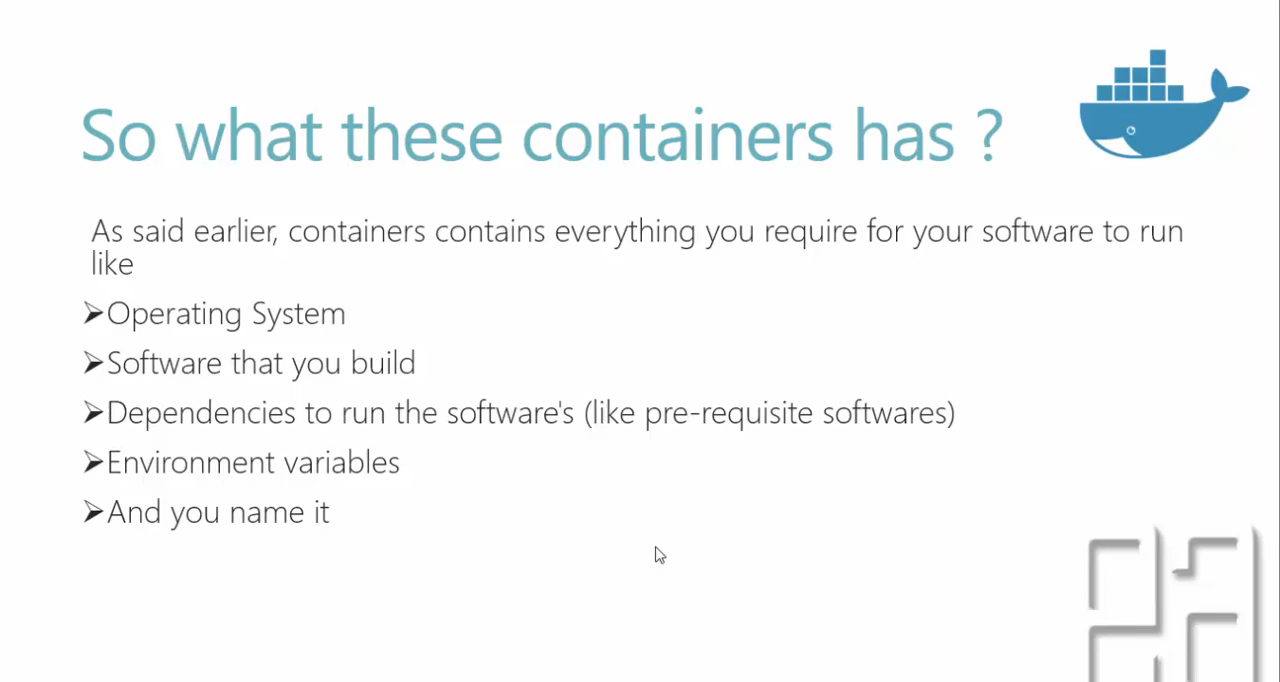 So what these containers has ?
As said earlier, containers contains everything you require for your software to run
like
➢Operating System
➢Software that you build
➢Dependencies to run the software's (like pre-requisite softwares)
➢Environment variables
➢And you name it